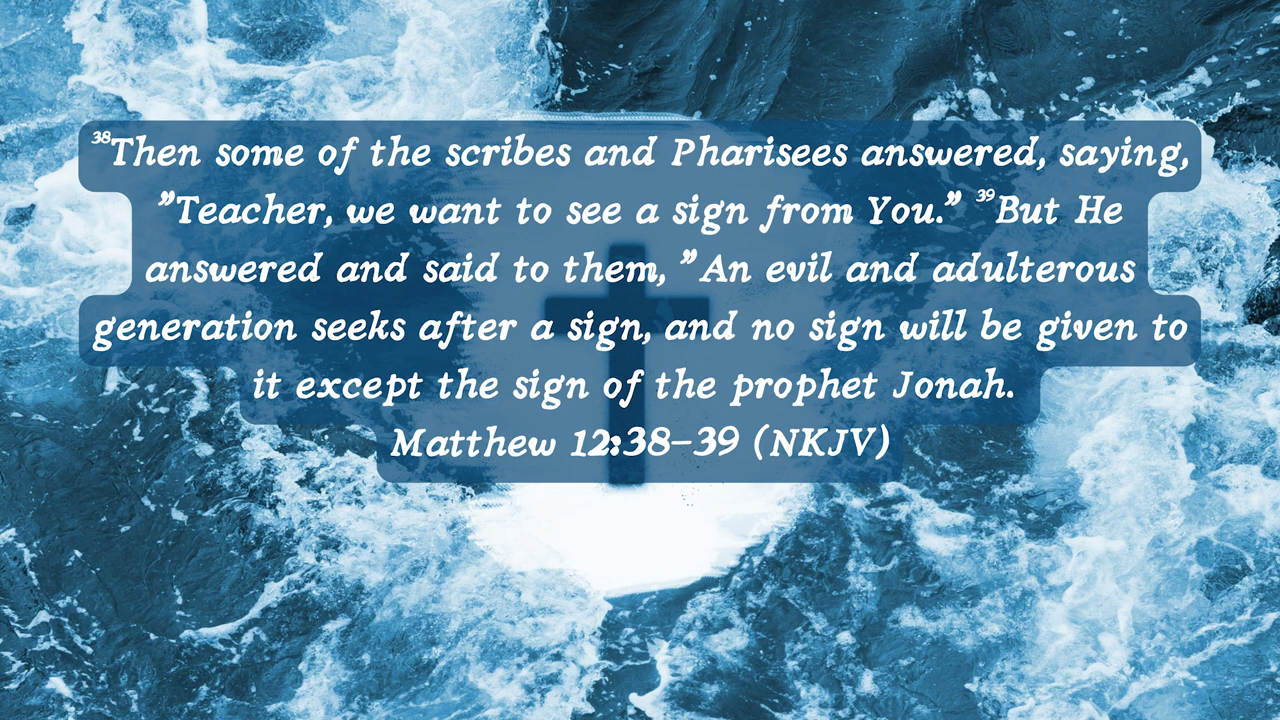 ³⁸Then some of the scribes and Pharisees answered, saying,
"Teacher, we want to see a sign from You." ³⁹But He
answered and said to them, "An evil and adulterous
generation seeks after a sign, and no sign will be given to
it except the sign of the prophet Jonah.
Matthew 12:38–39 (NKJV)